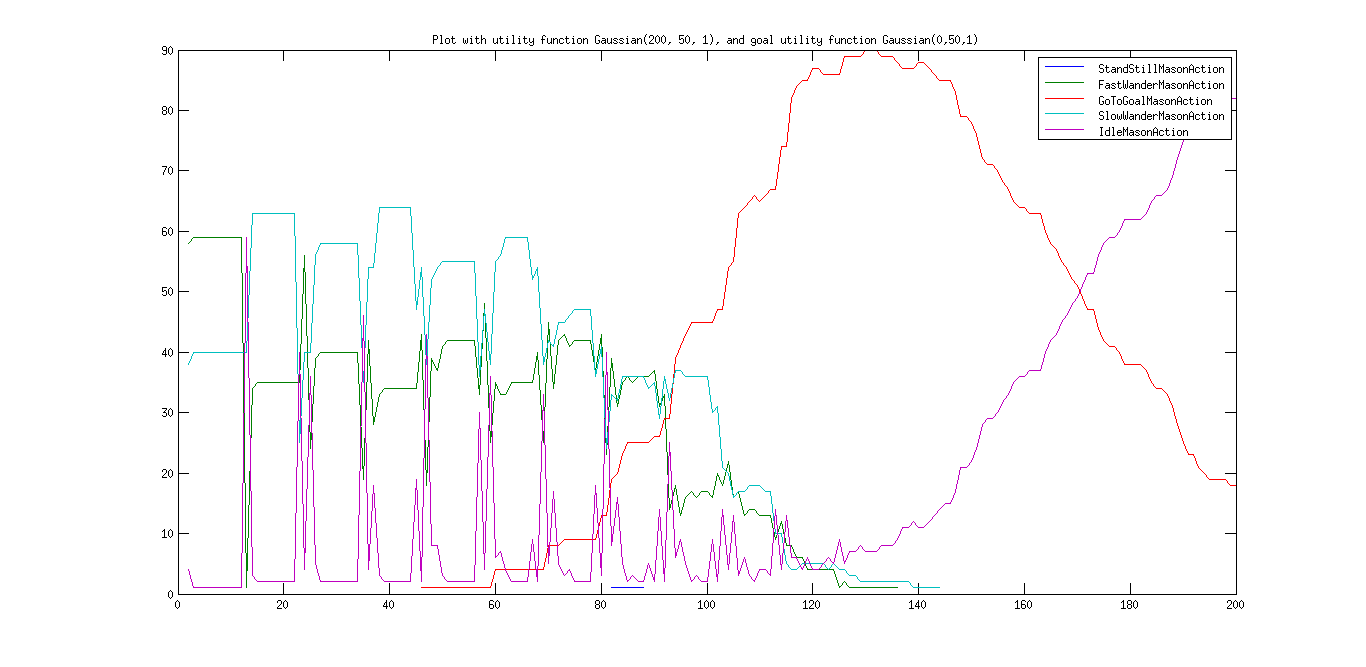 Plot with utility function Gaussian(200, 50, 1), and goal utility function Gaussian(0,50,1)
90
80
70
60
50
40
30
20
10
0
StandStillMasonAction
FastWanderMasonAction
GoToGoalMasonAction
SlowWanderMasonAction
IdleMasonAction
0 20 40 60 80 100 120 140 160 180 200